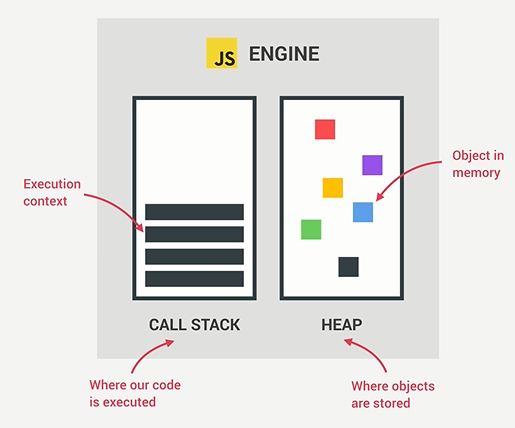 JS ENGINE
Execution
context
Object in
memory
CALL STACK
HEAP
Where our code
is executed
Where objects
are stored